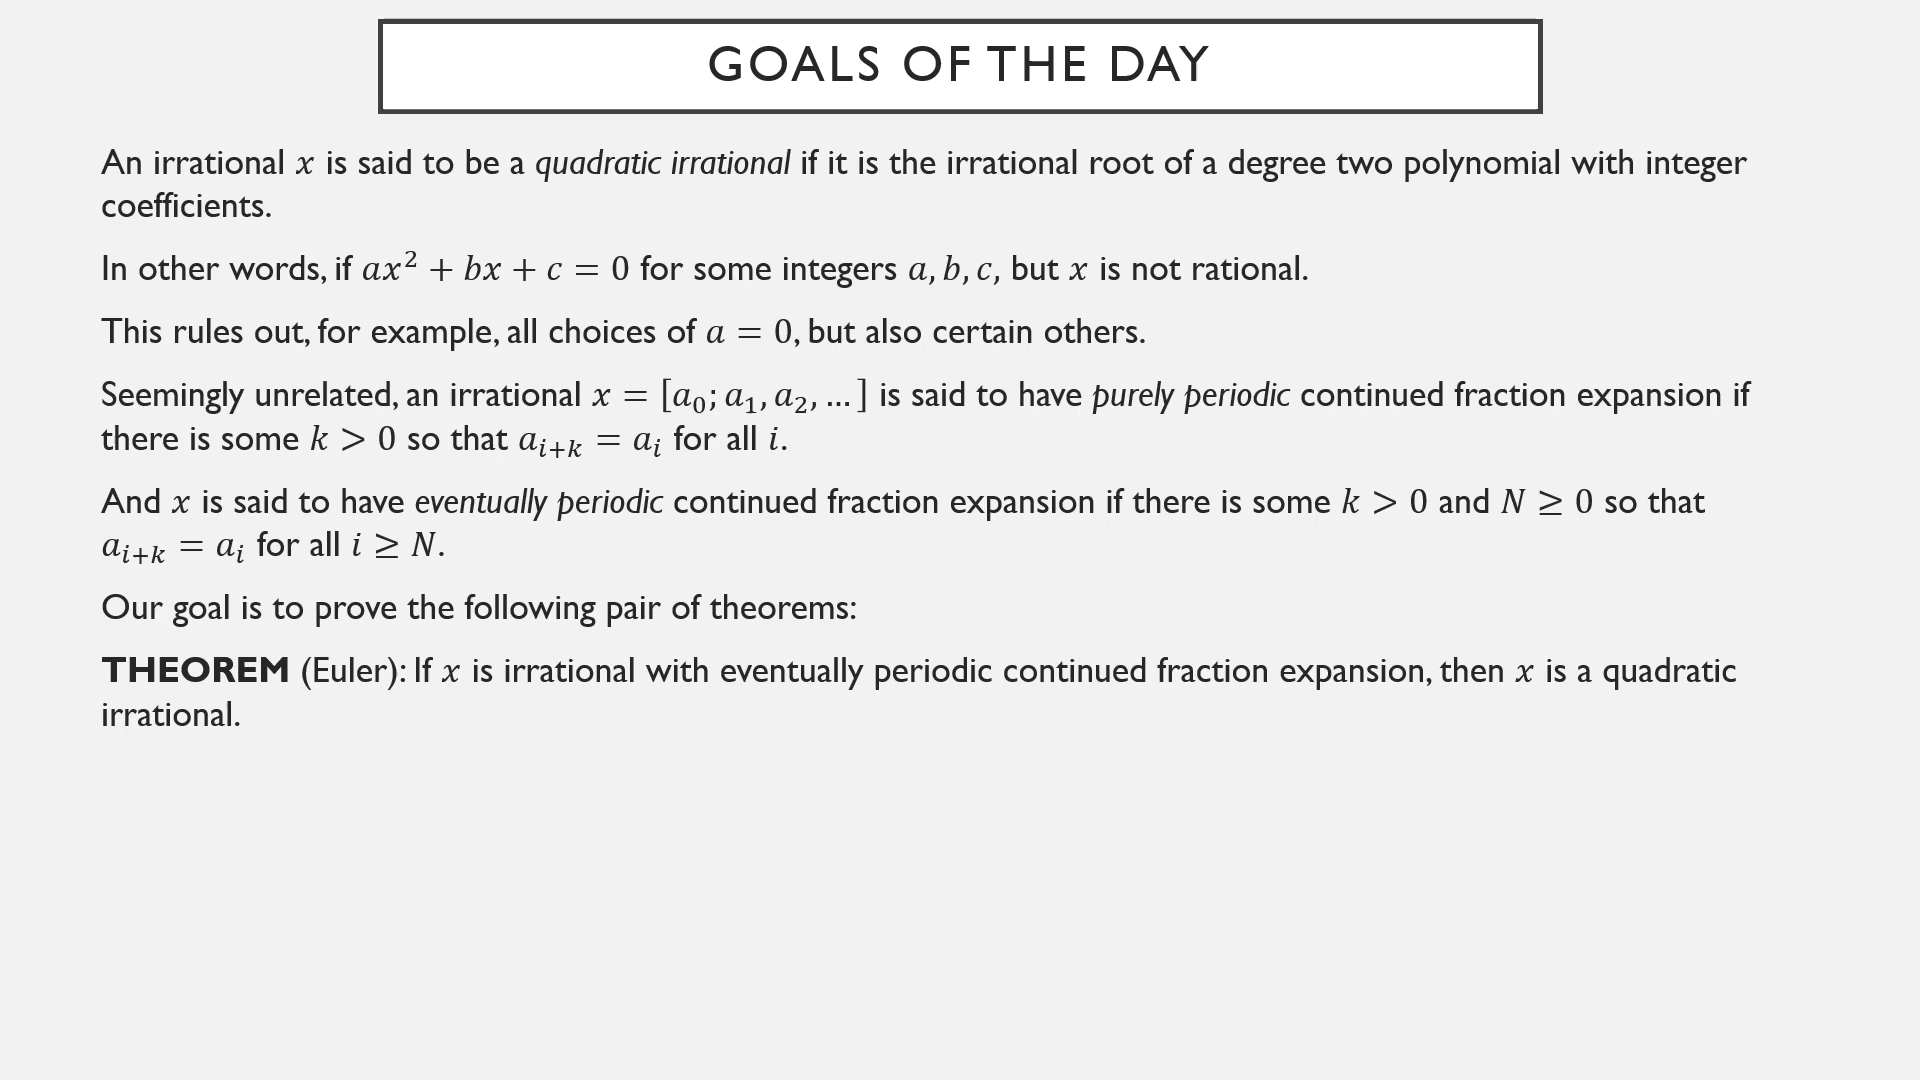 GOALS OF THE DAY
An irrational x is said to be a quadratic irrational if it is the irrational root of a degree two polynomial with integer
coefficients.
In other words, if ax² + bx + c = 0 for some integers a, b, c, but x is not rational.
This rules out, for example, all choices of a = 0, but also certain others.
Seemingly unrelated, an irrational x = [a₀; a₁, a₂, … ] is said to have purely periodic continued fraction expansion if
there is some k > 0 so that aᵢ₊ₖ = aᵢ for all i.
And x is said to have eventually periodic continued fraction expansion if there is some k > 0 and N ≥ 0 so that
aᵢ₊ₖ = aᵢ for all i ≥ N.
Our goal is to prove the following pair of theorems:
THEOREM (Euler): If x is irrational with eventually periodic continued fraction expansion, then x is a quadratic
irrational.